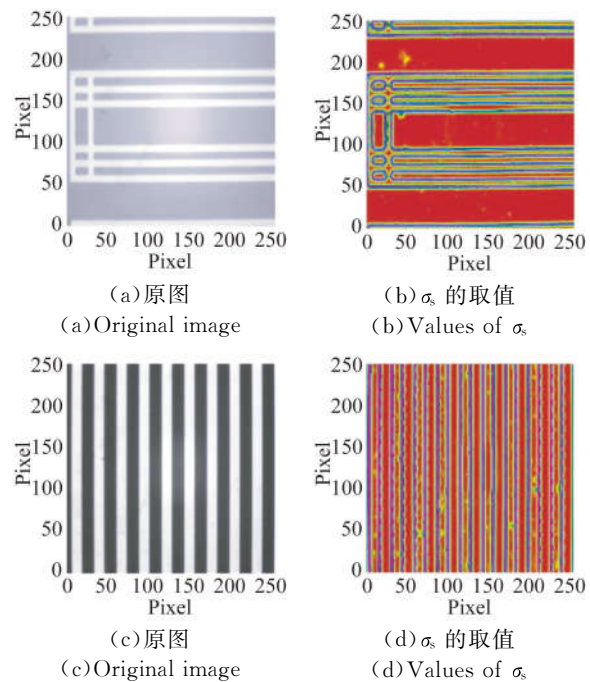 250
200
150
100
50
0
Pixel
0 50 100 150 200 250
Pixel
(a)原图
(a)Original image
250
200
150
100
50
0
0 50 100 150 200 250
Pixel
(b)σs 的取值
(b)Values of σs
250
200
150
100
50
0
Pixel
0 50 100 150 200 250
Pixel
(c)原图
(c)Original image
250
200
150
100
50
0
Pixel
0 50 100 150 200 250
Pixel
(d)σs 的取值
(d)Values of σs